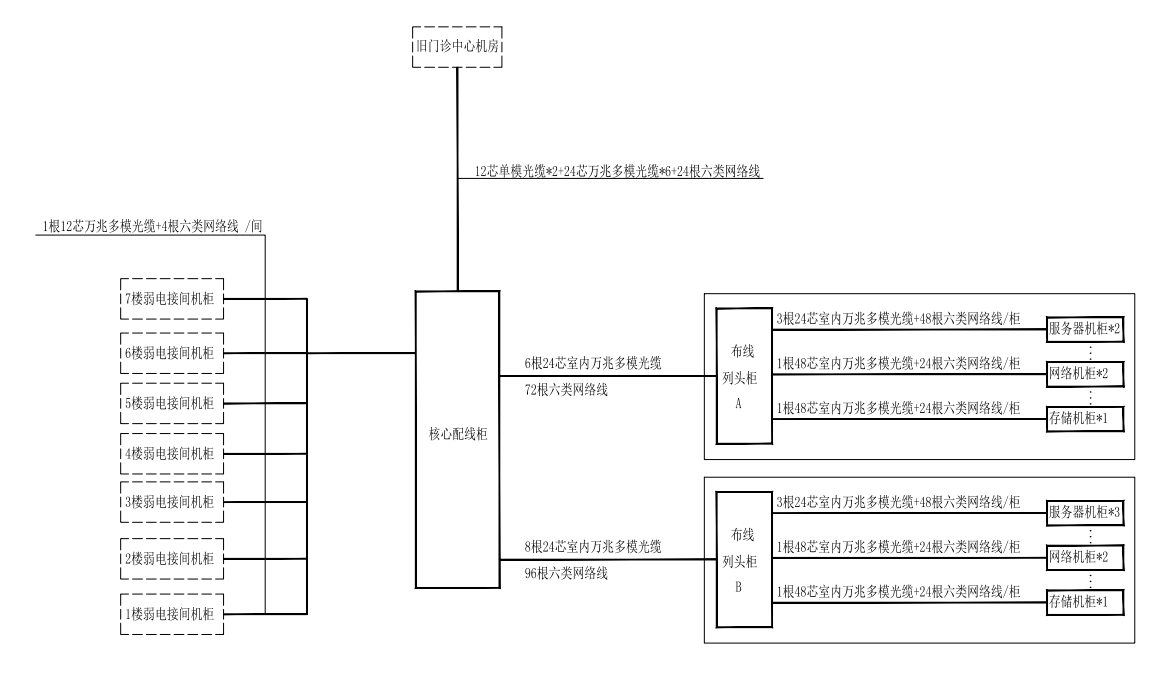 旧门诊中心机房
12芯单模光缆*2+24芯万兆多模光缆*6+24根六类网络线
1根12芯万兆多模光缆+4根六类网络线 /间
7楼弱电接间机柜
6楼弱电接间机柜
5楼弱电接间机柜
4楼弱电接间机柜
3楼弱电接间机柜
2楼弱电接间机柜
1楼弱电接间机柜
核心配线柜
6根24芯室内万兆多模光缆
72根六类网络线
8根24芯室内万兆多模光缆
96根六类网络线
布线
列头柜
A
3根24芯室内万兆多模光缆+48根六类网络线/柜
服务器机柜*2
1根48芯室内万兆多模光缆+24根六类网络线/柜
网络机柜*2
1根48芯室内万兆多模光缆+24根六类网络线/柜
存储机柜*1
布线
列头柜
B
3根24芯室内万兆多模光缆+48根六类网络线/柜
服务器机柜*3
1根48芯室内万兆多模光缆+24根六类网络线/柜
网络机柜*2
1根48芯室内万兆多模光缆+24根六类网络线/柜
存储机柜*1